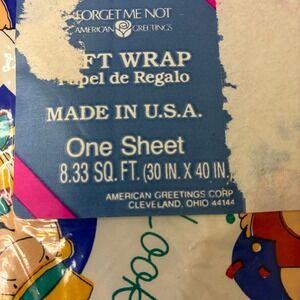 FORGET ME NOT
AMERICAN GREETINGS
FT WRAP
Papel de Regalo
MADE IN U.S.A.
One Sheet
8.33 SQ. FT. (30 IN. X 40 IN.)
AMERICAN GREETINGS CORP
CLEVELAND, OHIO 44144